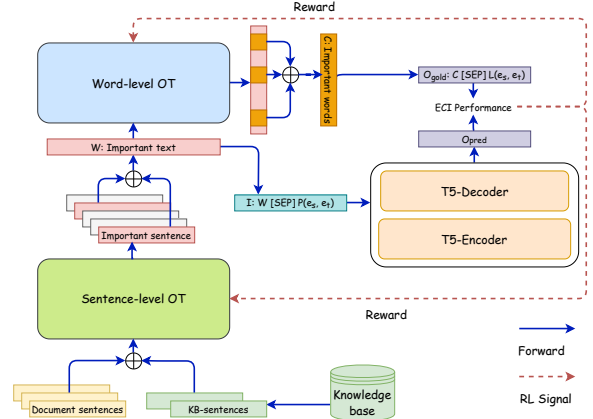 Reward
Word-level OT
C: Important words
O_gold: C [SEP] L(e_s, e_t)
ECI Performance
O_pred
W: Important text
I: W [SEP] P(e_s, e_t)
T5-Decoder
T5-Encoder
Important sentence
Sentence-level OT
Reward
Forward
RL Signal
Document sentences
KB-sentences
Knowledge
base